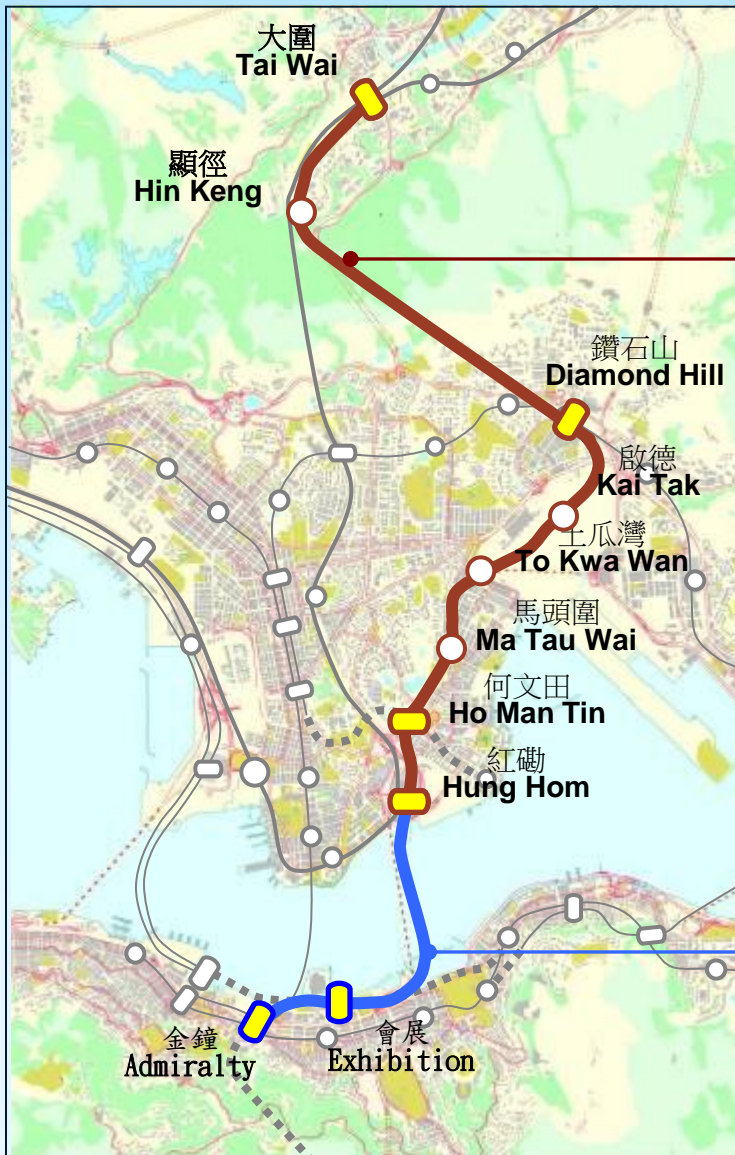 大圍
Tai Wai
顯徑
Hin Keng
鑽石山
Diamond Hill
啟德
Kai Tak
土瓜灣
To Kwa Wan
馬頭圍
Ma Tau Wai
何文田
Ho Man Tin
紅磡
Hung Hom
金鐘
Admiralty
會展
Exhibition